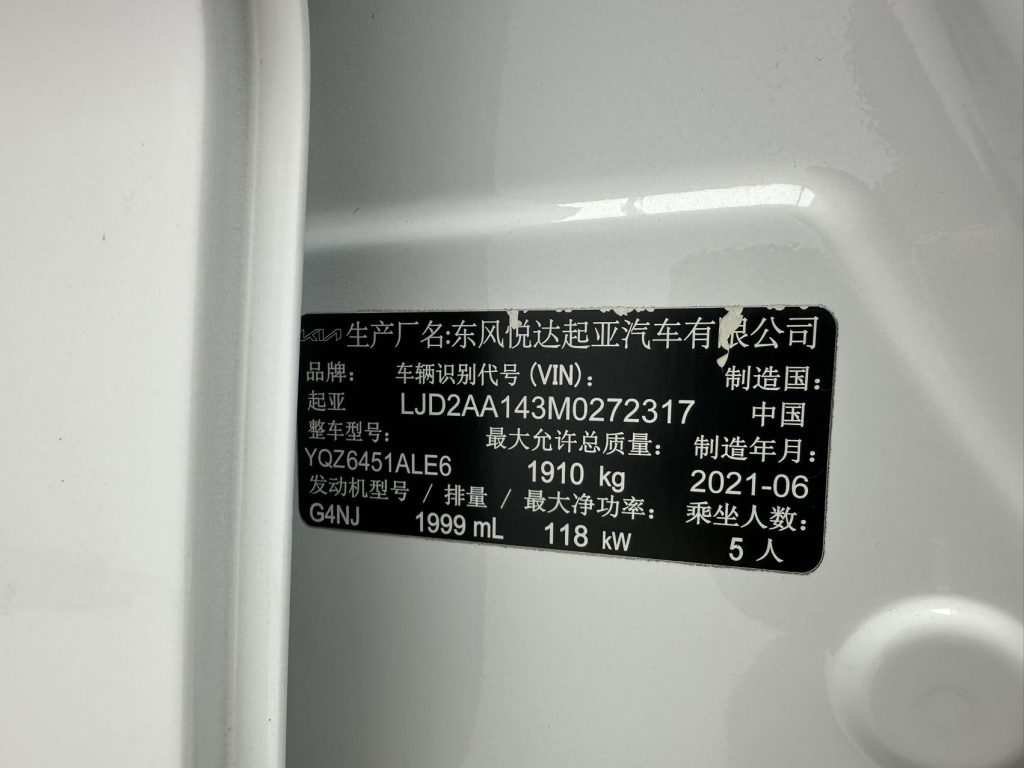 KIA 生产厂名:东风悦达起亚汽车有限公司
品牌: 车辆识别代号 (VIN): 制造国:
起亚 LJD2AA143M0272317 中国
整车型号: 最大允许总质量: 制造年月:
YQZ6451ALE6 1910 kg 2021-06
发动机型号 / 排量 / 最大净功率: 乘坐人数:
G4NJ 1999 mL 118 kW 5 人